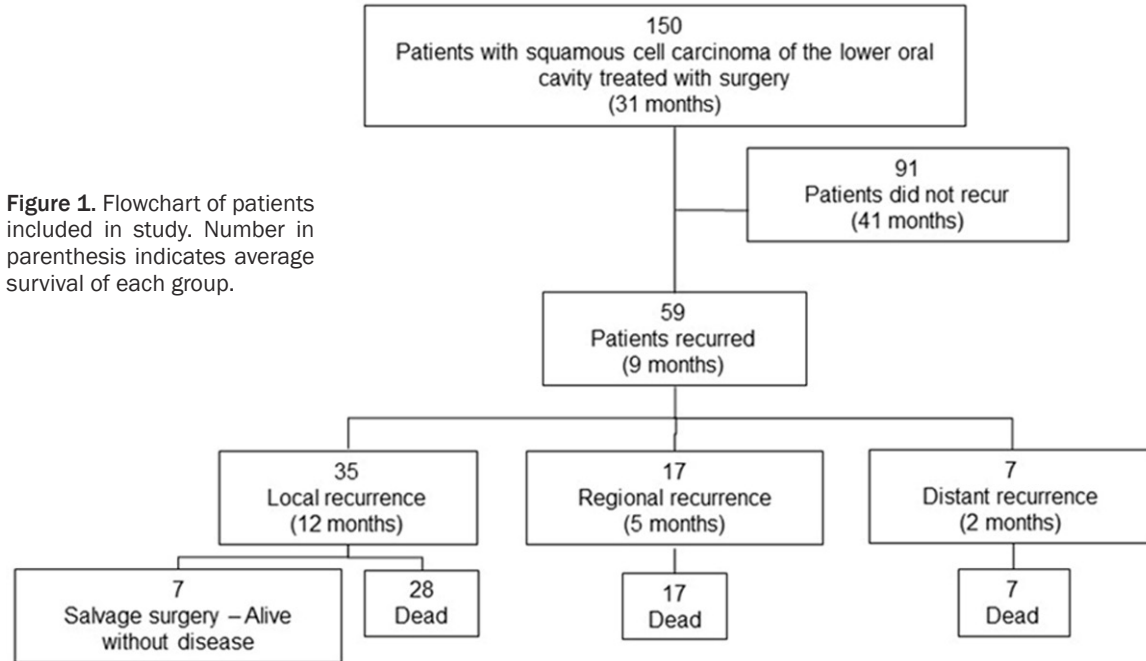 150
Patients with squamous cell carcinoma of the lower oral
cavity treated with surgery
(31 months)
91
Patients did not recur
(41 months)
Figure 1. Flowchart of patients
included in study. Number in
parenthesis indicates average
survival of each group.
59
Patients recurred
(9 months)
35
Local recurrence
(12 months)
17
Regional recurrence
(5 months)
7
Distant recurrence
(2 months)
7
Salvage surgery – Alive
without disease
28
Dead
17
Dead
7
Dead